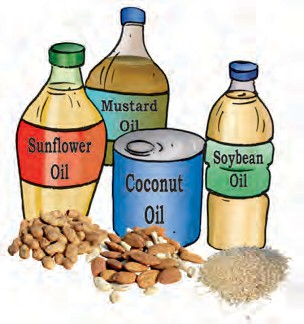 Mustard
Oil
Sunflower
Oil
Coconut
Oil
Soybean
Oil